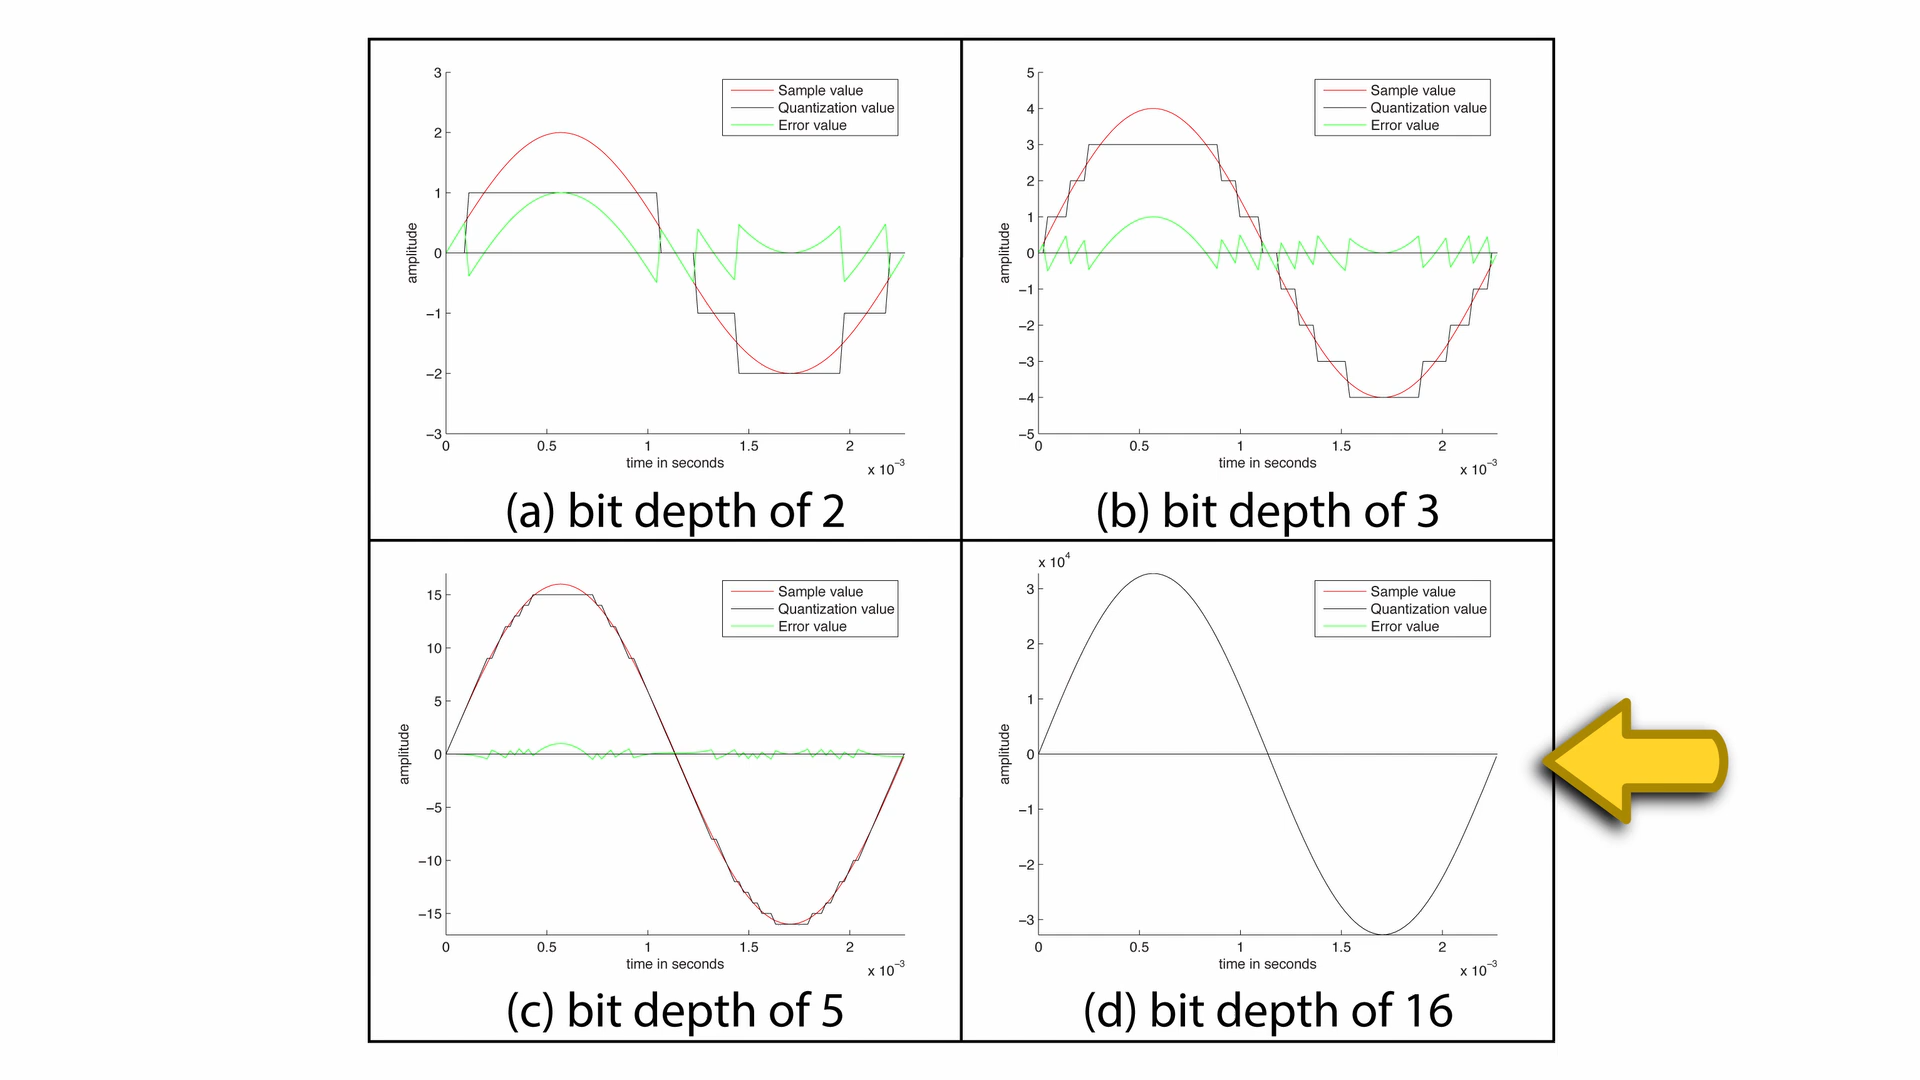 3
2
1
0
−1
−2
−3
amplitude
Sample value
Quantization value
Error value
0 0.5 1 1.5 2
time in seconds
x 10−3
(a) bit depth of 2
5
4
3
2
1
0
−1
−2
−3
−4
−5
amplitude
Sample value
Quantization value
Error value
0 0.5 1 1.5 2
time in seconds
x 10−3
(b) bit depth of 3
15
10
5
0
−5
−10
−15
amplitude
Sample value
Quantization value
Error value
0 0.5 1 1.5 2
time in seconds
x 10−3
(c) bit depth of 5
x 104
3
2
1
0
−1
−2
−3
amplitude
Sample value
Quantization value
Error value
0 0.5 1 1.5 2
time in seconds
x 10−3
(d) bit depth of 16